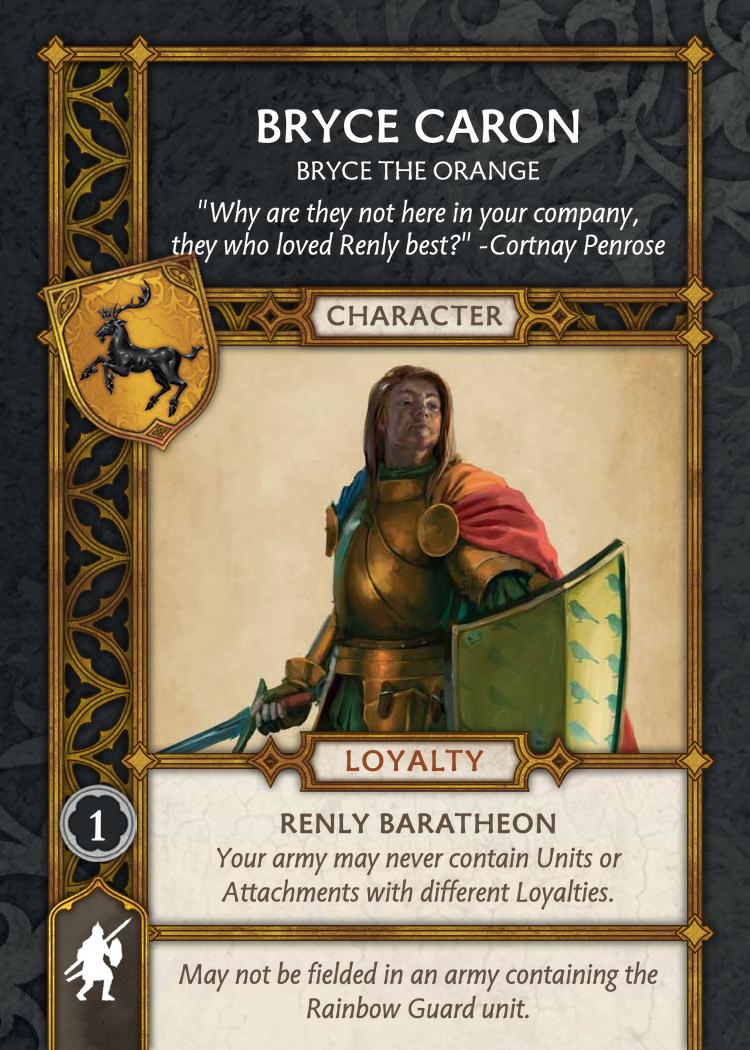 BRYCE CARON
BRYCE THE ORANGE
"Why are they not here in your company,
they who loved Renly best?" -Cortnay Penrose
CHARACTER
LOYALTY
1
RENLY BARATHEON
Your army may never contain Units or
Attachments with different Loyalties.
May not be fielded in an army containing the
Rainbow Guard unit.